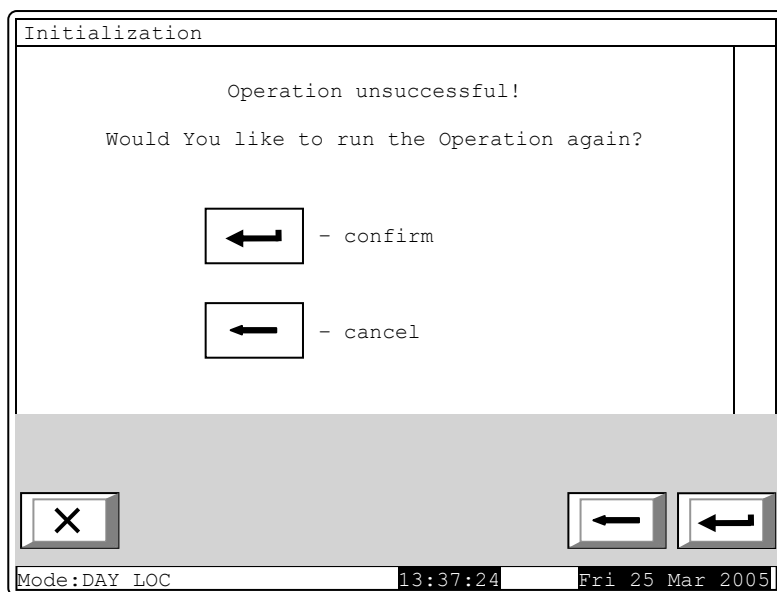 Initialization
Operation unsuccessful!
Would You like to run the Operation again?
- confirm
- cancel
Mode:DAY LOC 13:37:24 Fri 25 Mar 2005